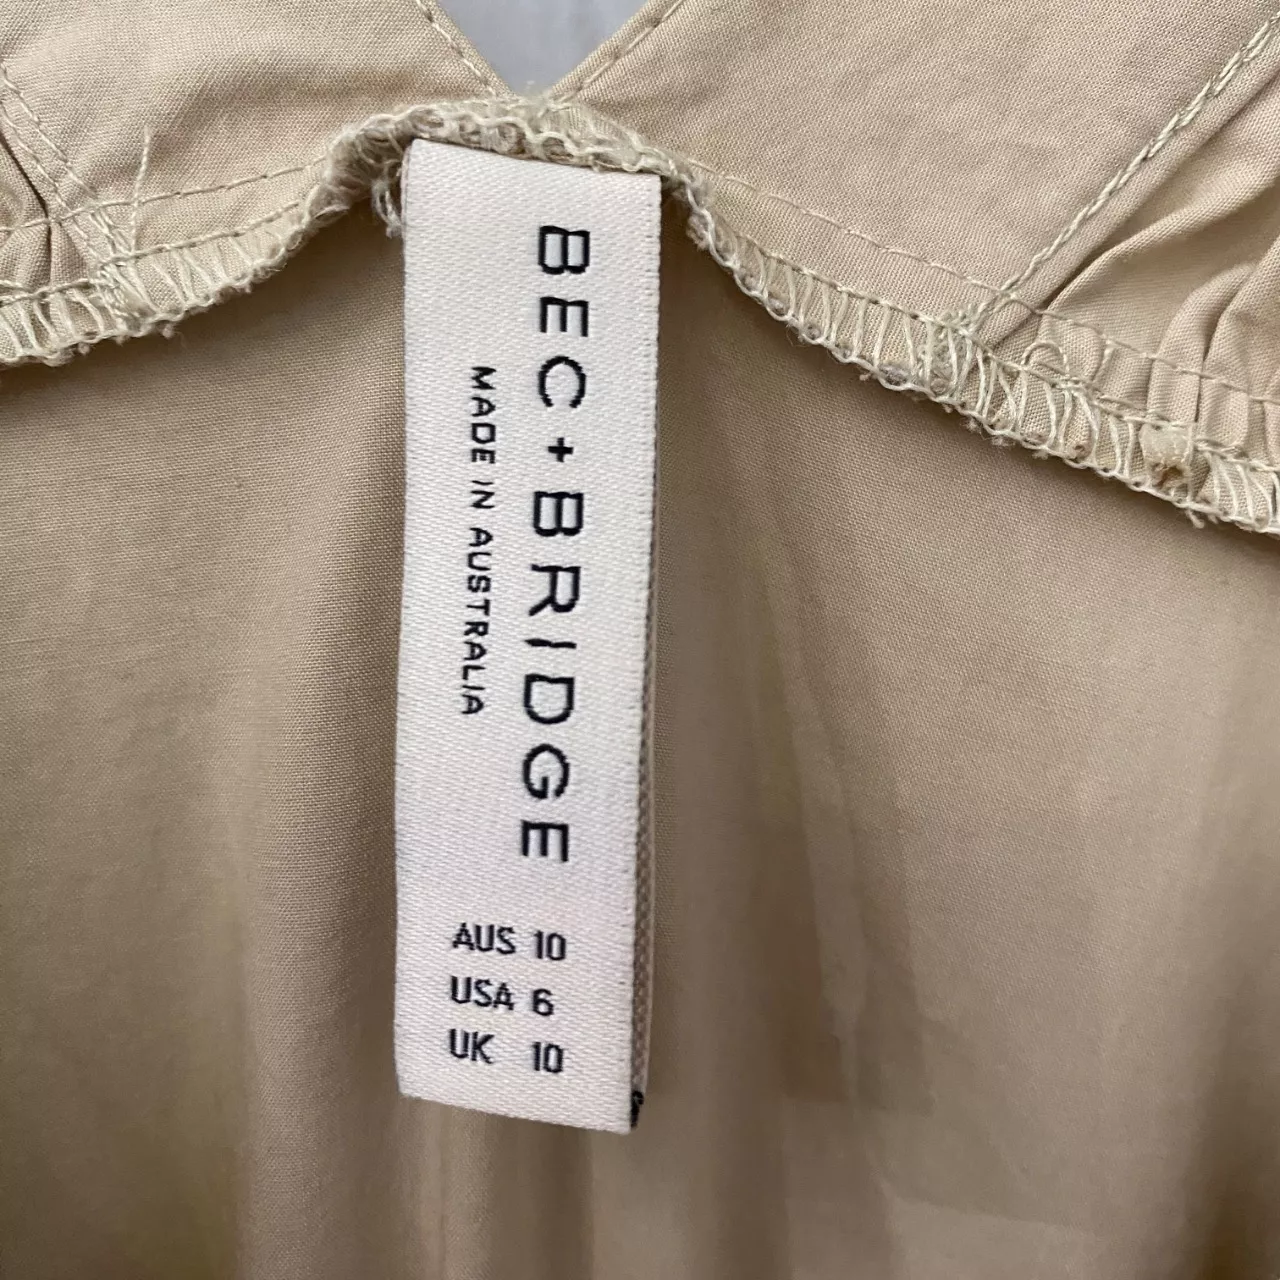 BEC+BRIDGE
MADE IN AUSTRALIA
AUS 10
USA 6
UK 10